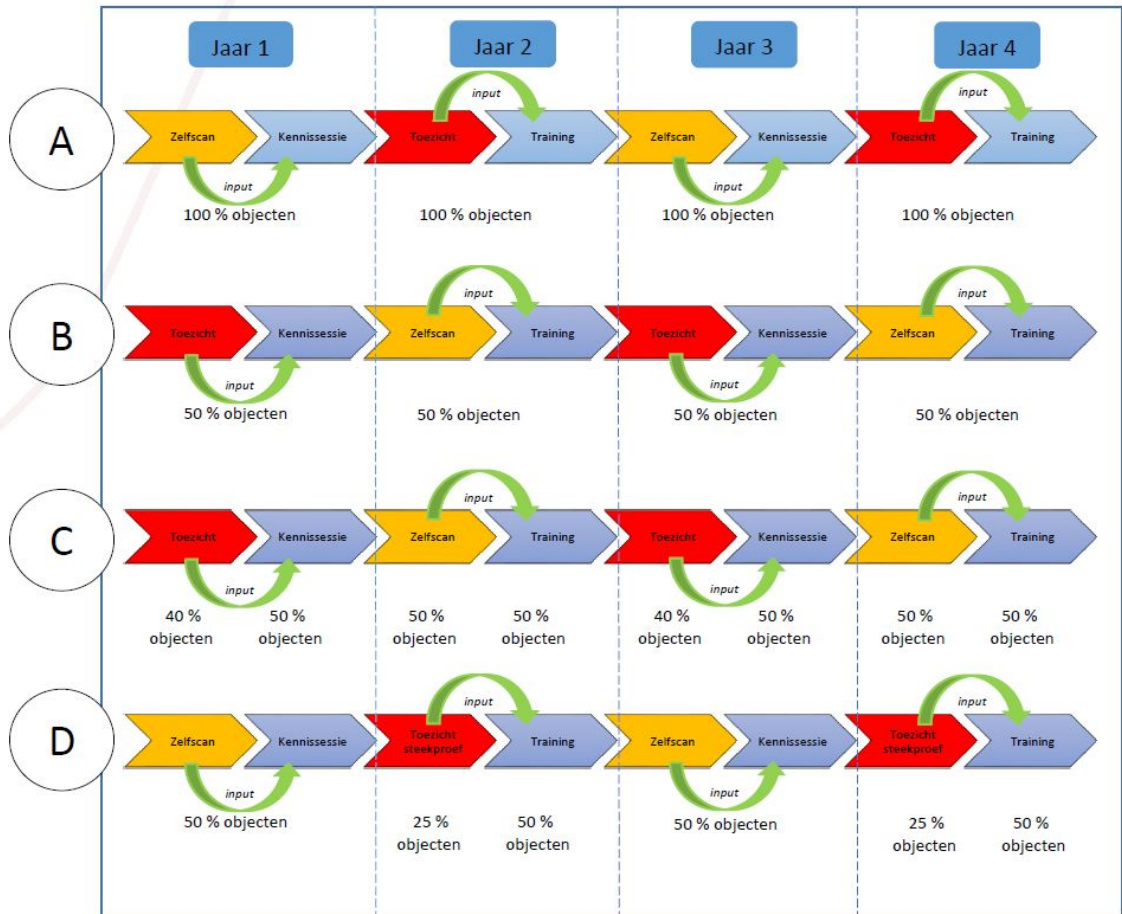 Jaar 1
Jaar 2
Jaar 3
Jaar 4
A
input
input
Zelfscan
Kennissessie
Toezicht
Training
Zelfscan
Kennissessie
Toezicht
Training
input
input
100 % objecten
100 % objecten
100 % objecten
100 % objecten
B
input
input
Toezicht
Kennissessie
Zelfscan
Training
Toezicht
Kennissessie
Zelfscan
Training
input
input
50 % objecten
50 % objecten
50 % objecten
50 % objecten
C
input
input
Toezicht
Kennissessie
Zelfscan
Training
Toezicht
Kennissessie
Zelfscan
Training
input
input
40 %
objecten
50 %
objecten
50 %
objecten
50 %
objecten
40 %
objecten
50 %
objecten
50 %
objecten
50 %
objecten
D
input
input
Zelfscan
Kennissessie
Toezicht
steekproef
Training
Zelfscan
Kennissessie
Toezicht
steekproef
Training
input
input
50 % objecten
25 %
objecten
50 %
objecten
50 % objecten
25 %
objecten
50 %
objecten